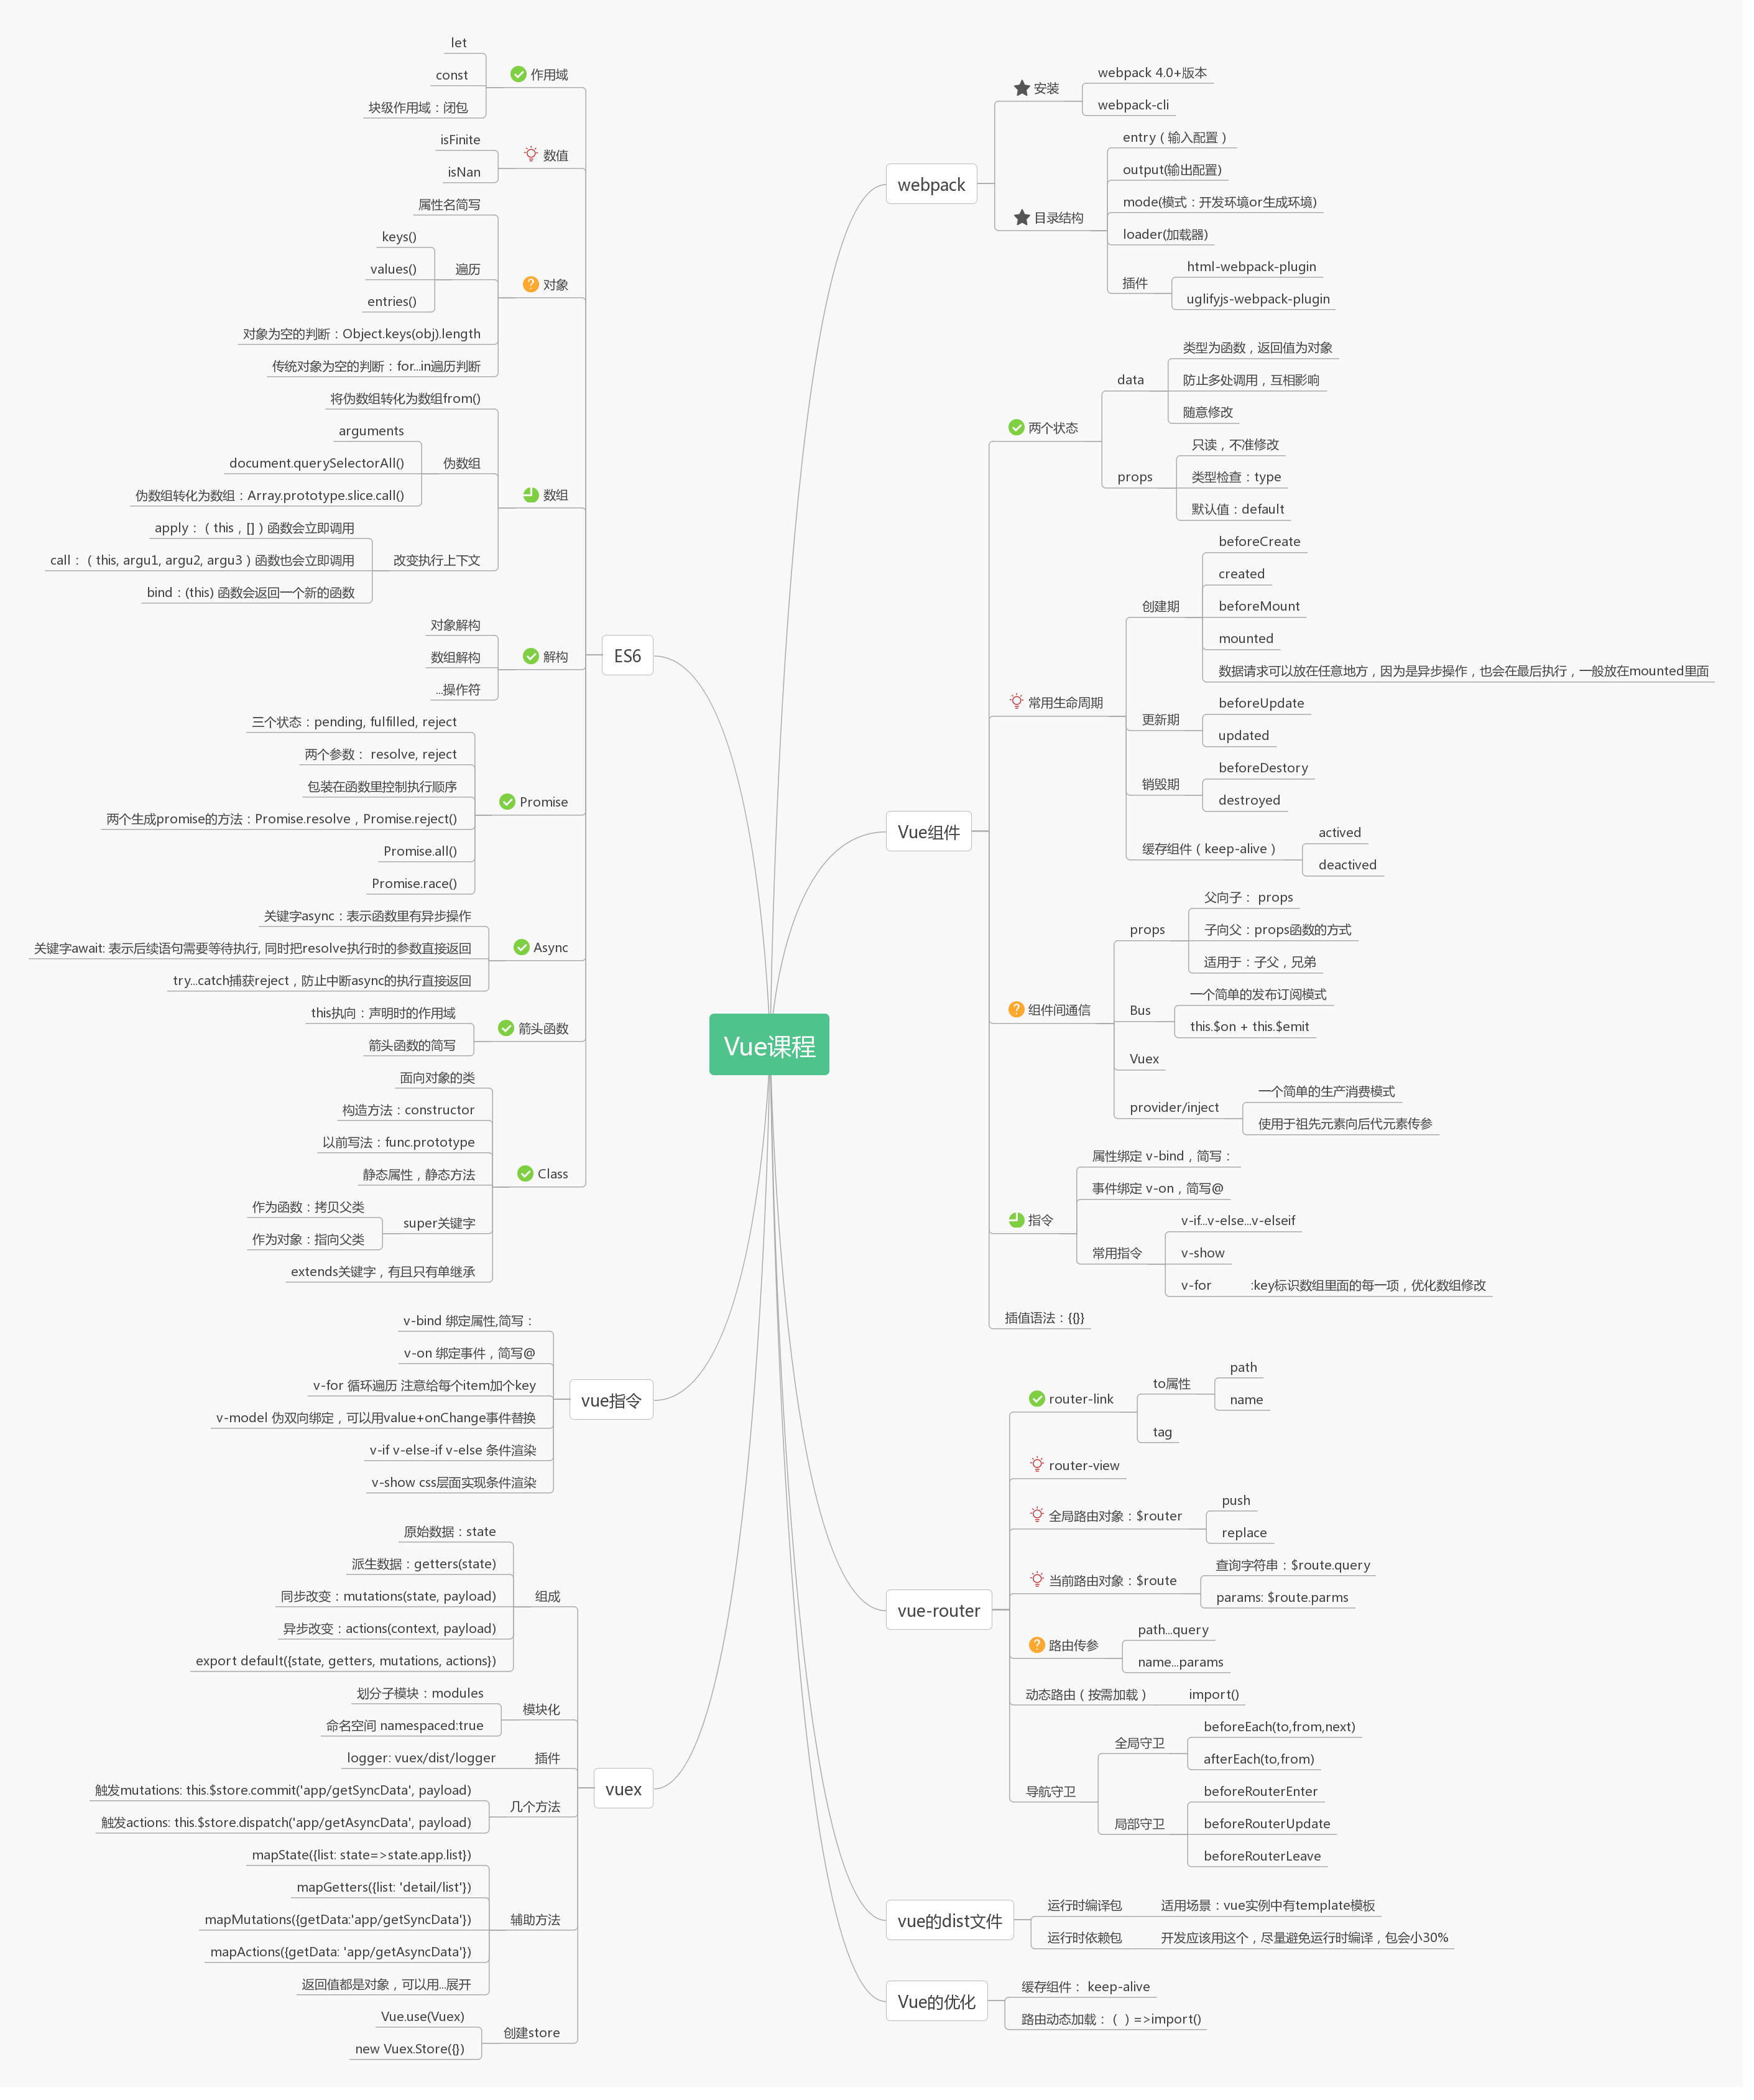 Vue课程
webpack
安装
webpack 4.0+版本
webpack-cli
目录结构
entry（输入配置）
output(输出配置)
mode(模式：开发环境or生成环境)
loader(加载器)
插件
html-webpack-plugin
uglifyjs-webpack-plugin
Vue组件
两个状态
data
类型为函数，返回值为对象
防止多处调用，互相影响
随意修改
props
只读，不准修改
类型检查：type
默认值：default
常用生命周期
创建期
beforeCreate
created
beforeMount
mounted
数据请求可以放在任意地方，因为是异步操作，也会在最后执行，一般放在mounted里面
更新期
beforeUpdate
updated
销毁期
beforeDestory
destroyed
缓存组件（keep-alive）
actived
deactived
组件间通信
props
父向子： props
子向父：props函数的方式
适用于：子父，兄弟
Bus
一个简单的发布订阅模式
this.$on + this.$emit
Vuex
provider/inject
一个简单的生产消费模式
使用于祖先元素向后代元素传参
指令
属性绑定 v-bind，简写：
事件绑定 v-on，简写@
常用指令
v-if...v-else...v-elseif
v-show
v-for
:key标识数组里面的每一项，优化数组修改
插值语法：{{}}
vue-router
router-link
to属性
path
name
tag
router-view
全局路由对象：$router
push
replace
当前路由对象：$route
查询字符串：$route.query
params: $route.parms
路由传参
path...query
name...params
动态路由（按需加载）
import()
导航守卫
全局守卫
beforeEach(to,from,next)
afterEach(to,from)
局部守卫
beforeRouterEnter
beforeRouterUpdate
beforeRouterLeave
vue的dist文件
运行时编译包
适用场景：vue实例中有template模板
运行时依赖包
开发应该用这个，尽量避免运行时编译，包会小30%
Vue的优化
缓存组件： keep-alive
路由动态加载：（ ）=>import()
ES6
作用域
let
const
块级作用域：闭包
数值
isFinite
isNan
对象
属性名简写
遍历
keys()
values()
entries()
对象为空的判断：Object.keys(obj).length
传统对象为空的判断：for...in遍历判断
数组
将伪数组转化为数组from()
伪数组
arguments
document.querySelectorAll()
伪数组转化为数组：Array.prototype.slice.call()
改变执行上下文
apply：（this，[]）函数会立即调用
call：（this, argu1, argu2, argu3）函数也会立即调用
bind：(this) 函数会返回一个新的函数
解构
对象解构
数组解构
...操作符
Promise
三个状态：pending, fulfilled, reject
两个参数： resolve, reject
包装在函数里控制执行顺序
两个生成promise的方法：Promise.resolve，Promise.reject()
Promise.all()
Promise.race()
Async
关键字async：表示函数里有异步操作
关键字await: 表示后续语句需要等待执行, 同时把resolve执行时的参数直接返回
try...catch捕获reject，防止中断async的执行直接返回
箭头函数
this执向：声明时的作用域
箭头函数的简写
Class
面向对象的类
构造方法：constructor
以前写法：func.prototype
静态属性，静态方法
super关键字
作为函数：拷贝父类
作为对象：指向父类
extends关键字，有且只有单继承
vue指令
v-bind 绑定属性,简写：
v-on 绑定事件，简写@
v-for 循环遍历 注意给每个item加个key
v-model 伪双向绑定，可以用value+onChange事件替换
v-if v-else-if v-else 条件渲染
v-show css层面实现条件渲染
vuex
组成
原始数据：state
派生数据：getters(state)
同步改变：mutations(state, payload)
异步改变：actions(context, payload)
export default({state, getters, mutations, actions})
模块化
划分子模块：modules
命名空间 namespaced:true
插件
logger: vuex/dist/logger
几个方法
触发mutations: this.$store.commit('app/getSyncData', payload)
触发actions: this.$store.dispatch('app/getAsyncData', payload)
辅助方法
mapState({list: state=>state.app.list})
mapGetters({list: 'detail/list'})
mapMutations({getData:'app/getSyncData'})
mapActions({getData: 'app/getAsyncData'})
返回值都是对象，可以用...展开
创建store
Vue.use(Vuex)
new Vuex.Store({})